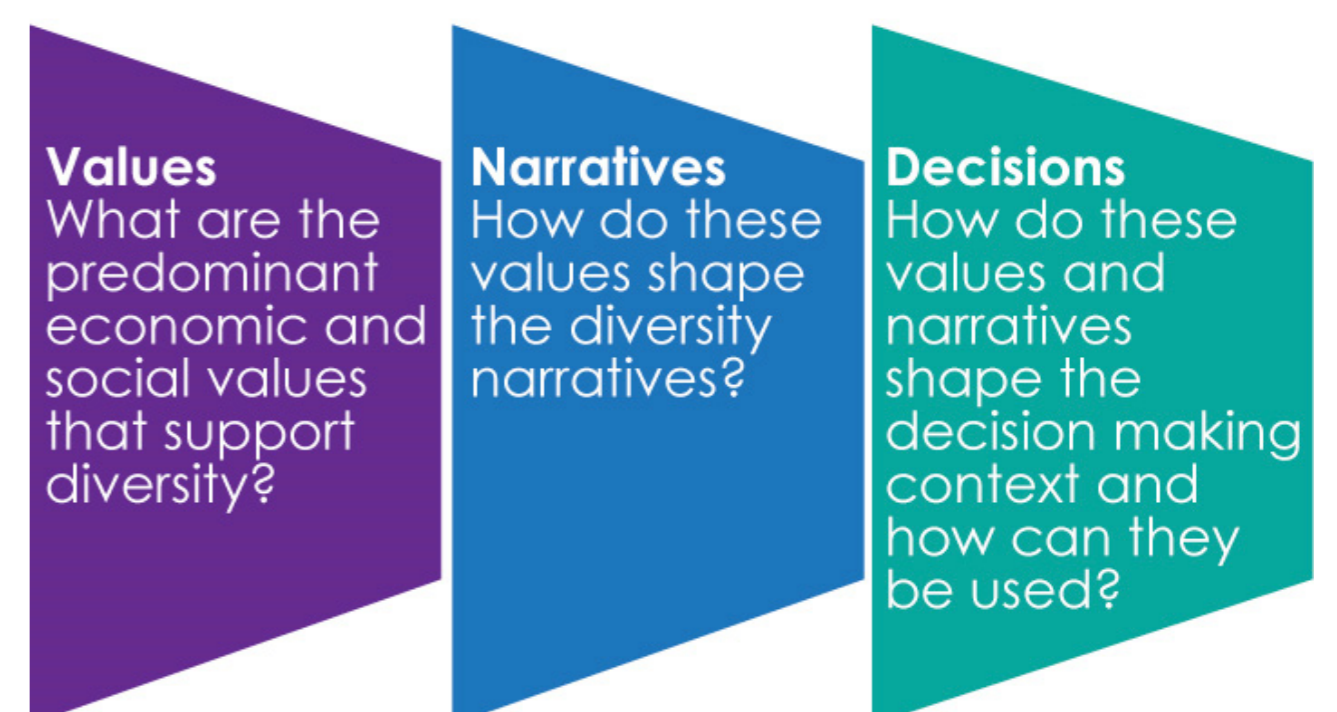 Values
What are the
predominant
economic and
social values
that support
diversity?
Narratives
How do these
values shape
the diversity
narratives?
Decisions
How do these
values and
narratives
shape the
decision making
context and
how can they
be used?